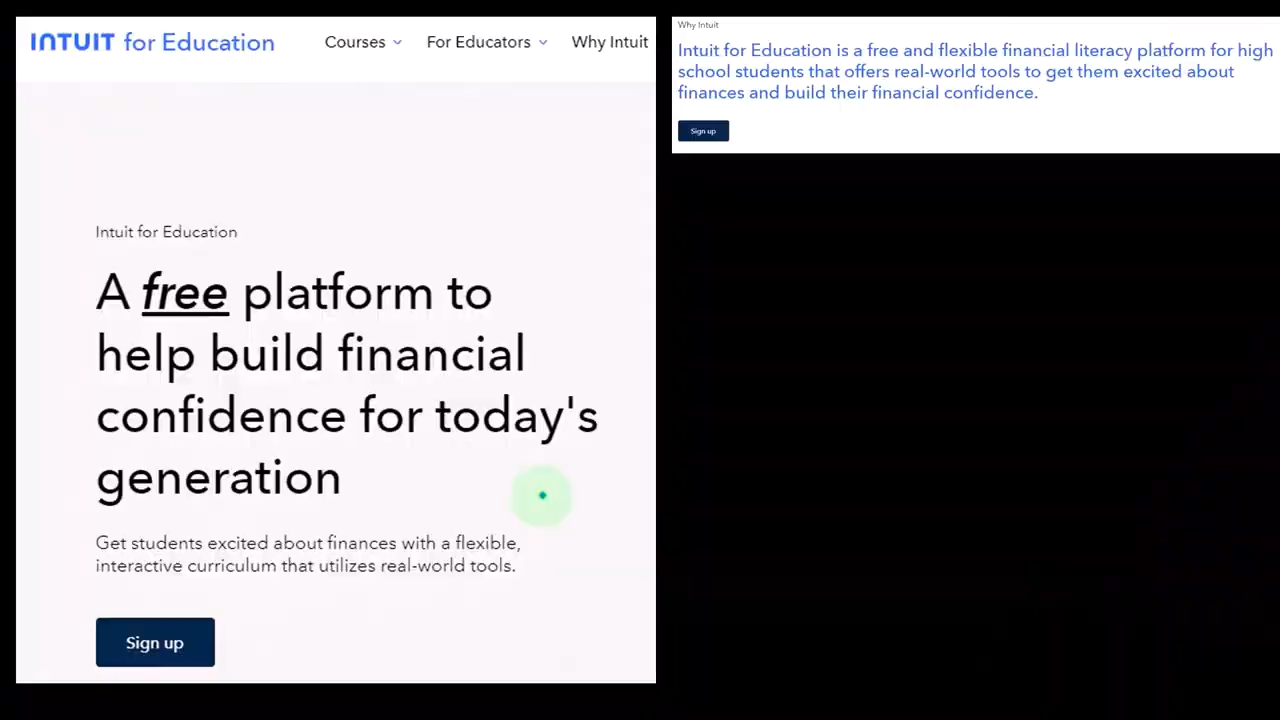 INTUIT for Education
Courses
For Educators
Why Intuit
Intuit for Education
A free platform to
help build financial
confidence for today's
generation
Get students excited about finances with a flexible,
interactive curriculum that utilizes real-world tools.
Sign up
Why Intuit
Intuit for Education is a free and flexible financial literacy platform for high
school students that offers real-world tools to get them excited about
finances and build their financial confidence.
Sign up